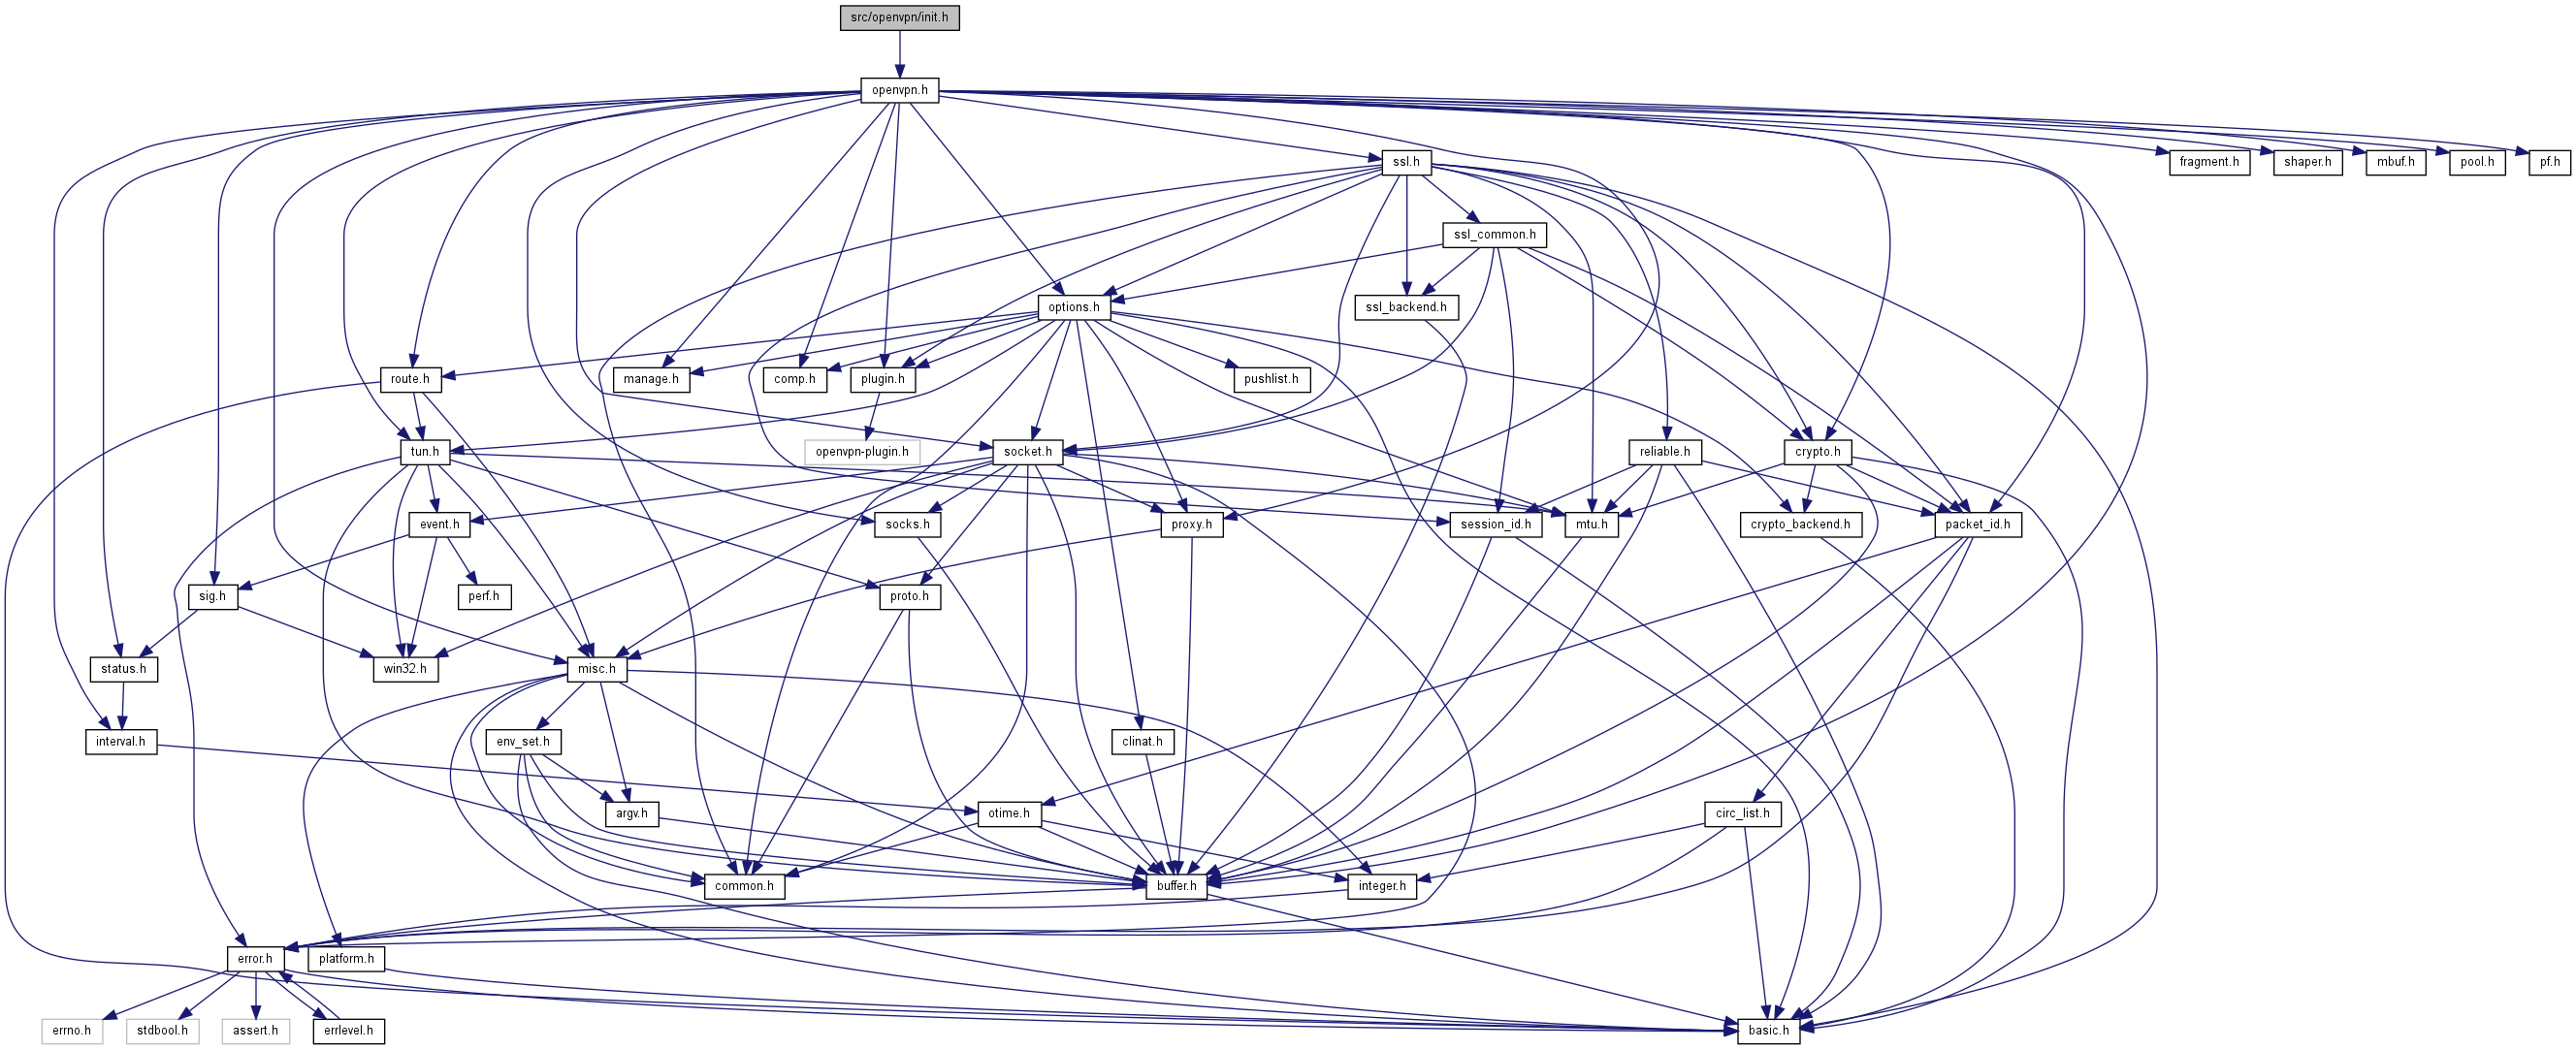 src/openvpn/init.h
openvpn.h
ssl.h
fragment.h
shaper.h
mbuf.h
pool.h
pf.h
ssl_common.h
options.h
ssl_backend.h
route.h
manage.h
comp.h
plugin.h
pushlist.h
tun.h
openvpn-plugin.h
socket.h
reliable.h
crypto.h
event.h
socks.h
proxy.h
session_id.h
mtu.h
crypto_backend.h
packet_id.h
sig.h
perf.h
proto.h
status.h
win32.h
misc.h
interval.h
env_set.h
clinat.h
argv.h
otime.h
circ_list.h
common.h
buffer.h
integer.h
error.h
platform.h
errno.h
stdbool.h
assert.h
errlevel.h
basic.h